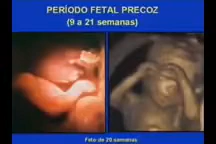 PERÍODO FETAL PRECOZ
(9 a 21 semanas)
Feto de 20 semanas